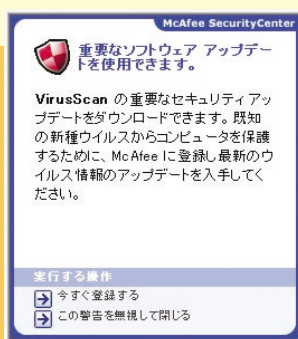 McAfee SecurityCenter
重要なソフトウェア アップデー
トを使用できます。
VirusScan の重要なセキュリティ アッ
プデートをダウンロードできます。既知
の新種ウイルスからコンピュータを保護
するために、McAfee に登録し最新のウ
イルス情報のアップデートを入手してく
ださい。
実行する操作
今すぐ登録する
この警告を無視して閉じる